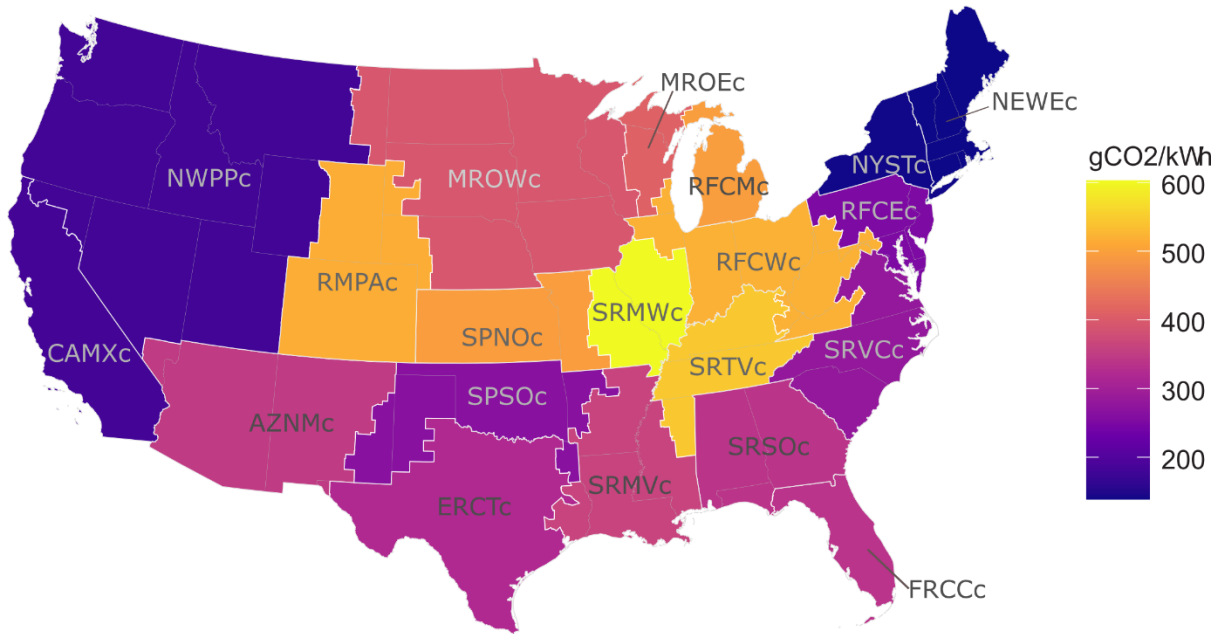 MROEc
NEWEc
gCO2/kWh
NWPPc
MROWc
RFCMc
NYSTc
RFCEc
600
500
400
300
200
RMPAc
RFCWc
SRMWc
SPNOc
CAMXc
SRTVc
SRVCc
SPSOc
AZNMc
SRSOc
SRMVc
ERCTc
FRCCc